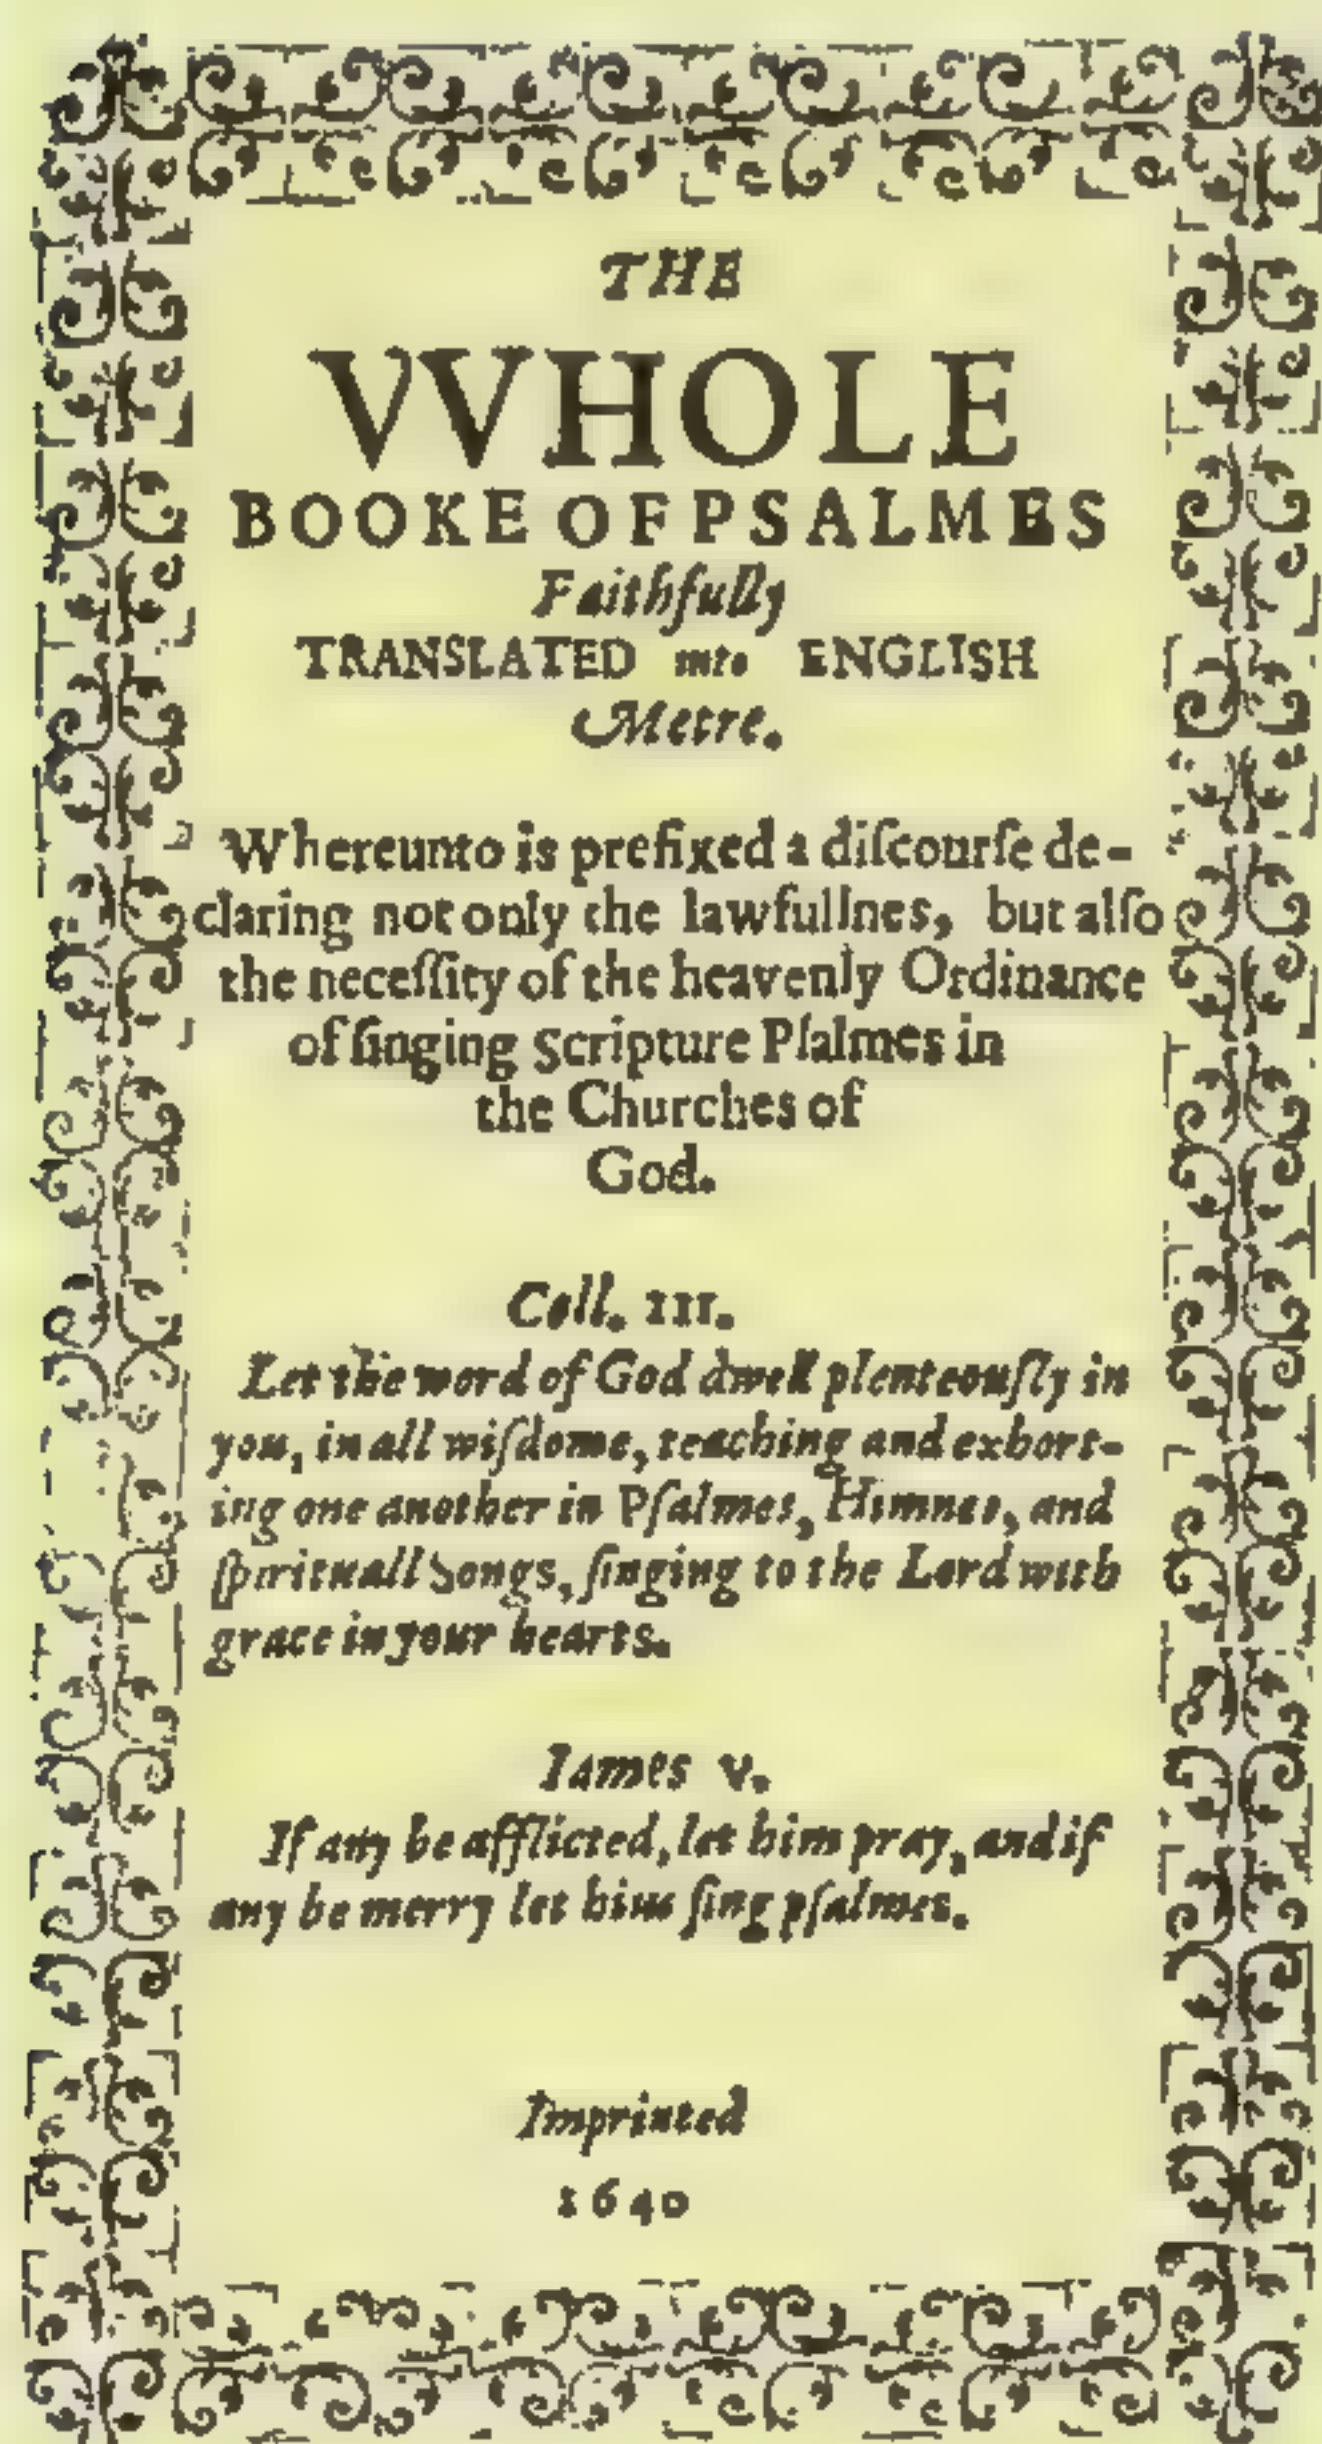 THE
VVHOLE
BOOKE OF PSALMES
Faithfully
TRANSLATED into ENGLISH
Metre.
Whereunto is prefixed a diſcourſe de-
claring not only the lawfullnes, but alſo
the neceſſity of the heavenly Ordinance
of ſinging Scripture Pſalmes in
the Churches of
God.
Coll. III.
Let the word of God dwell plenteouſly in
you, in all wiſdome, teaching and exhort-
ing one another in Pſalmes, Himnes, and
ſpirituall Songs, ſinging to the Lord with
grace in your hearts.
Iames V.
If any be afflicted, let him pray, and if
any be merry let him ſing pſalmes.
Imprinted
1640